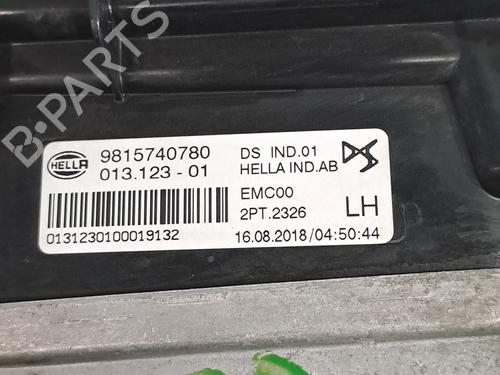 HELLA
9815740780
013.123 - 01
DS IND.01
HELLA IND.AB
DS
EMC00
2PT.2326
LH
0131230100019132
16.08.2018/04:50:44
B-PARTS